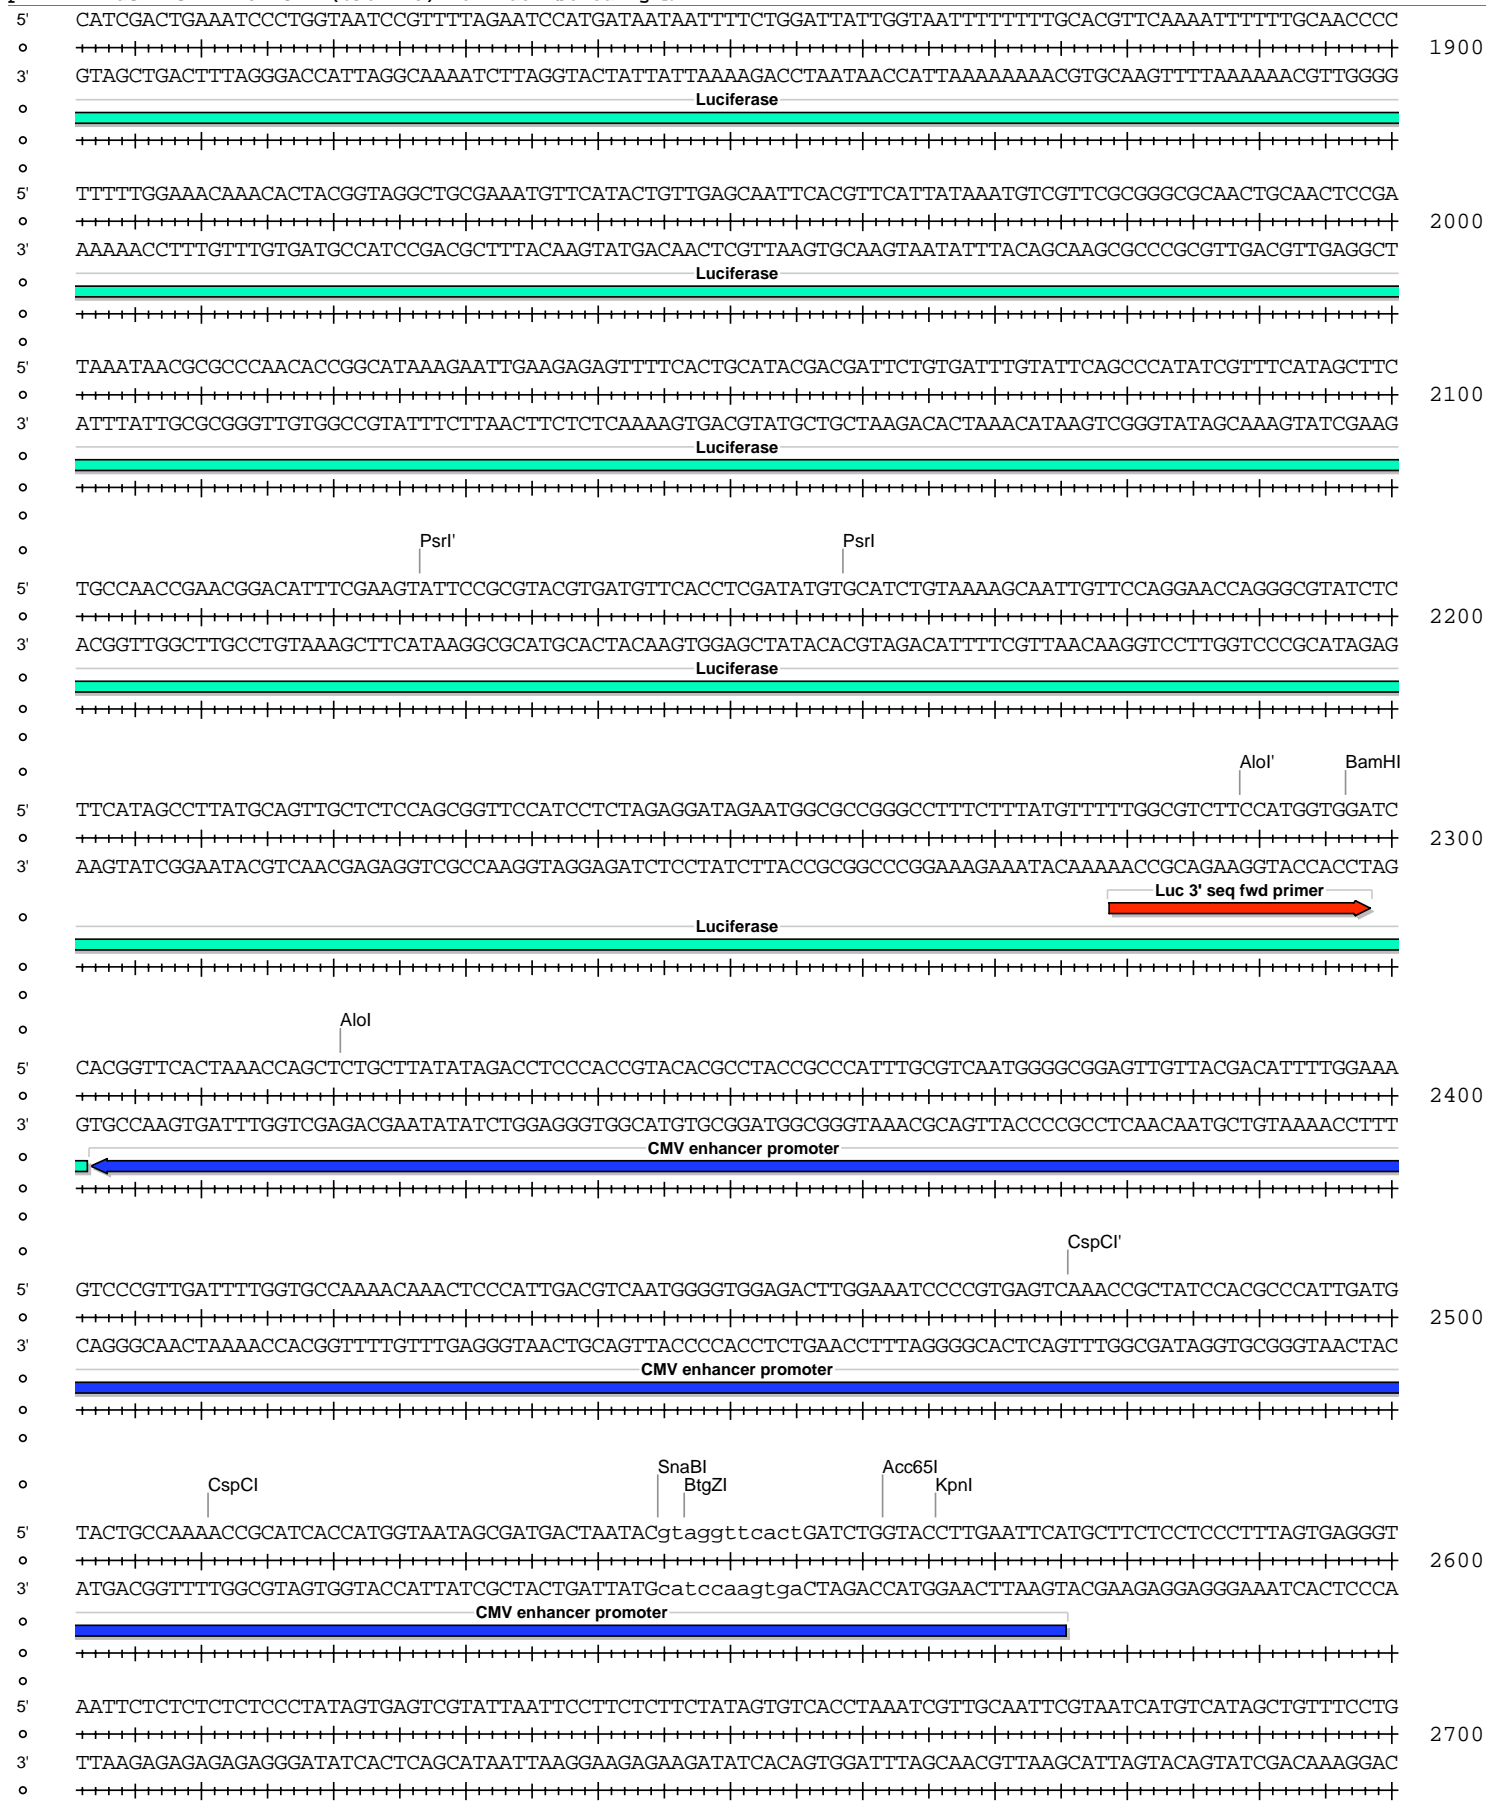 5' CATCGACTGAAATCCCTGGTAATCCGTTTTAGAATCCATGATAATAATTTTCTGGATTATTGGTAATTTTTTTTGCACGTTCAAAATTTTTTGCAACCCC
1900
3' GTAGCTGACTTTAGGGACCATTAGGCAAAATCTTAGGTACTATTATTAAAAGACCTAATAACCATTAAAAAAAACGTGCAAGTTTTAAAAAACGTTGGGG
Luciferase
5' TTTTTGGAAACAAACACTACGGTAGGCTGCGAAATGTTCATACTGTTGAGCAATTCACGTTCATTATAAATGTCGTTCGCGGGCGCAACTGCAACTCCGA
2000
3' AAAAACCTTTGTTTGTGATGCCATCCGACGCTTTACAAGTATGACAACTCGTTAAGTGCAAGTAATATTTACAGCAAGCGCCCGCGTTGACGTTGAGGCT
Luciferase
5' TAAATAACGCGCCCAACACCGGCATAAAGAATTGAAGAGAGTTTTCACTGCATACGACGATTCTGTGATTTGTATTCAGCCCATATCGTTTCATAGCTTC
2100
3' ATTTATTGCGCGGGTTGTGGCCGTATTTCTTAACTTCTCTCAAAAGTGACGTATGCTGCTAAGACACTAAACATAAGTCGGGTATAGCAAAGTATCGAAG
Luciferase
PsrI' PsrI
5' TGCCAACCGAACGGACATTTCGAAGTATTCCGCGTACGTGATGTTCACCTCGATATGTGCATCTGTAAAAGCAATTGTTCCAGGAACCAGGGCGTATCTC
2200
3' ACGGTTGGCTTGCCTGTAAAGCTTCATAAGGCGCATGCACTACAAGTGGAGCTATACACGTAGACATTTTCGTTAACAAGGTCCTTGGTCCCGCATAGAG
Luciferase
AloI' BamHI
5' TTCATAGCCTTATGCAGTTGCTCTCCAGCGGTTCCATCCTCTAGAGGATAGAATGGCGCCGGGCCTTTCTTTATGTTTTTGGCGTCTTCCATGGTGGATC
2300
3' AAGTATCGGAATACGTCAACGAGAGGTCGCCAAGGTAGGAGATCTCCTATCTTACCGCGGCCCGGAAAGAAATACAAAAACCGCAGAAGGTACCACCTAG
Luc 3' seq fwd primer
Luciferase
AloI
5' CACGGTTCACTAAACCAGCTCTGCTTATATAGACCTCCCACCGTACACGCCTACCGCCCATTTGCGTCAATGGGGCGGAGTTGTTACGACATTTTGGAAA
2400
3' GTGCCAAGTGATTTGGTCGAGACGAATATATCTGGAGGGTGGCATGTGCGGATGGCGGGTAAACGCAGTTACCCCGCCTCAACAATGCTGTAAAACCTTT
CMV enhancer promoter
CspCI'
5' GTCCCGTTGATTTTGGTGCCAAAACAAACTCCCATTGACGTCAATGGGGTGGAGACTTGGAAATCCCCGTGAGTCAAACCGCTATCCACGCCCATTGATG
2500
3' CAGGGCAACTAAAACCACGGTTTTGTTTGAGGGTAACTGCAGTTACCCCACCTCTGAACCTTTAGGGGCACTCAGTTTGGCGATAGGTGCGGGTAACTAC
CMV enhancer promoter
SnaBI Acc65I
CspCI BtgZI KpnI
5' TACTGCCAAAACCGCATCACCATGGTAATAGCGATGACTAATACgtaggttcactGATCTGGTACCTTGAATTCATGCTTCTCCTCCCTTTAGTGAGGGT
2600
3' ATGACGGTTTTGGCGTAGTGGTACCATTATCGCTACTGATTATGcatccaagtgaCTAGACCATGGAACTTAAGTACGAAGAGGAGGGAAATCACTCCCA
CMV enhancer promoter
5' AATTCTCTCTCTCTCCCTATAGTGAGTCGTATTAATTCCTTCTCTTCTATAGTGTCACCTAAATCGTTGCAATTCGTAATCATGTCATAGCTGTTTCCTG
2700
3' TTAAGAGAGAGAGAGGGATATCACTCAGCATAATTAAGGAAGAGAAGATATCACAGTGGATTTAGCAACGTTAAGCATTAGTACAGTATCGACAAAGGAC